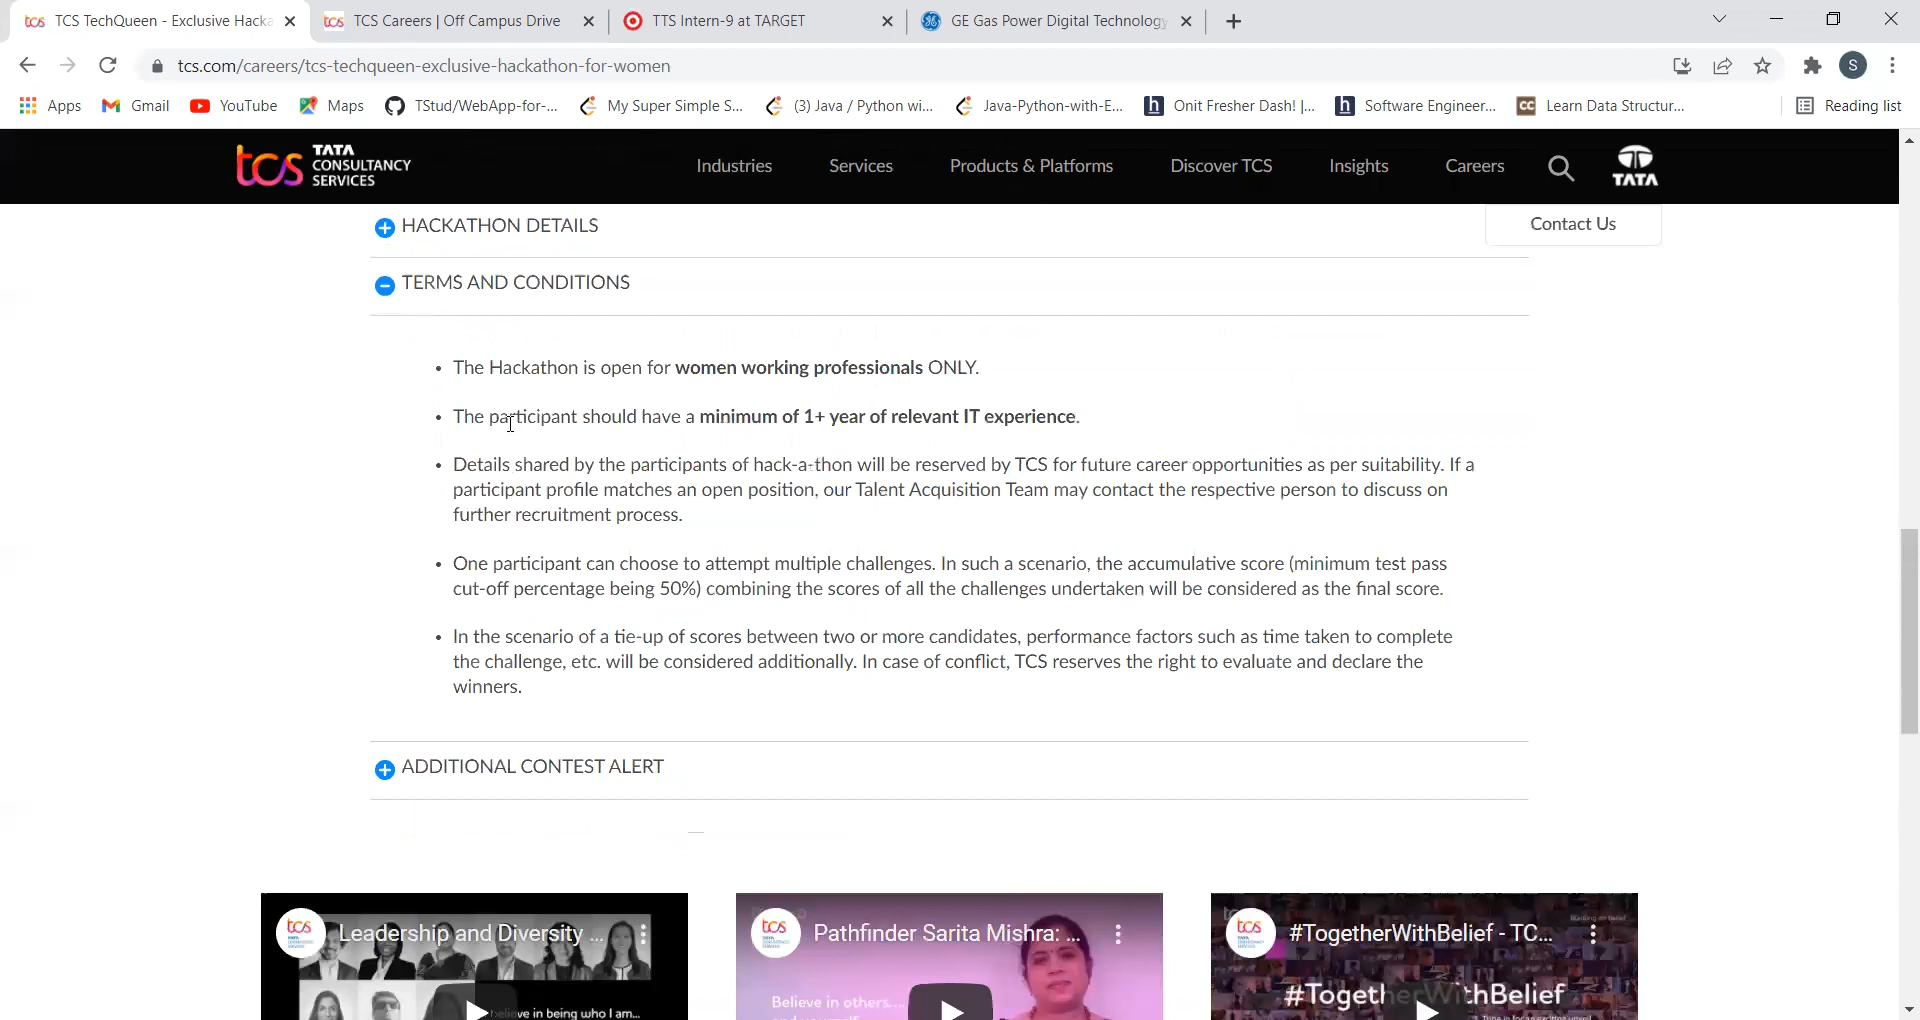 TCS TechQueen - Exclusive Hacka
TCS Careers | Off Campus Drive
TTS Intern-9 at TARGET
GE Gas Power Digital Technology
tcs.com/careers/tcs-techqueen-exclusive-hackathon-for-women
S
Apps
Gmail
YouTube
Maps
TStud/WebApp-for-...
My Super Simple S...
(3) Java / Python wi...
Java-Python-with-E...
Onit Fresher Dash! |...
Software Engineer...
Learn Data Structur...
Reading list
tcs TATA CONSULTANCY SERVICES
Industries
Services
Products & Platforms
Discover TCS
Insights
Careers
TATA
HACKATHON DETAILS
Contact Us
TERMS AND CONDITIONS
• The Hackathon is open for women working professionals ONLY.
• The participant should have a minimum of 1+ year of relevant IT experience.
• Details shared by the participants of hack-a-thon will be reserved by TCS for future career opportunities as per suitability. If a
participant profile matches an open position, our Talent Acquisition Team may contact the respective person to discuss on
further recruitment process.
• One participant can choose to attempt multiple challenges. In such a scenario, the accumulative score (minimum test pass
cut-off percentage being 50%) combining the scores of all the challenges undertaken will be considered as the final score.
• In the scenario of a tie-up of scores between two or more candidates, performance factors such as time taken to complete
the challenge, etc. will be considered additionally. In case of conflict, TCS reserves the right to evaluate and declare the
winners.
ADDITIONAL CONTEST ALERT
Leadership and Diversity ...
Pathfinder Sarita Mishra: ...
#TogetherWithBelief - TC...
Believe in others....
#TogetherWithBelief